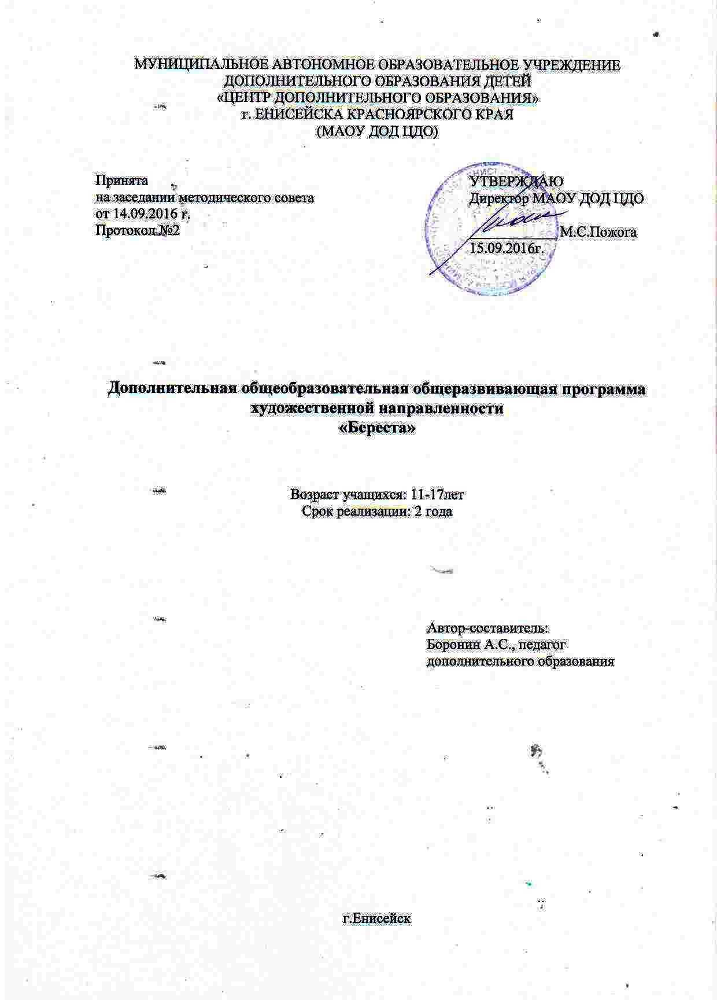 МУНИЦИПАЛЬНОЕ АВТОНОМНОЕ ОБРАЗОВАТЕЛЬНОЕ УЧРЕЖДЕНИЕ
ДОПОЛНИТЕЛЬНОГО ОБРАЗОВАНИЯ ДЕТЕЙ
«ЦЕНТР ДОПОЛНИТЕЛЬНОГО ОБРАЗОВАНИЯ»
г. ЕНИСЕЙСКА КРАСНОЯРСКОГО КРАЯ
(МАОУ ДОД ЦДО)
Принята
на заседании методического совета
от 14.09.2016 г.
Протокол №2
УТВЕРЖДАЮ
Директор МАОУ ДОД ЦДО
М.С.Пожога
15.09.2016г.
Дополнительная общеобразовательная общеразвивающая программа
художественной направленности
«Береста»
Возраст учащихся: 11-17лет
Срок реализации: 2 года
Автор-составитель:
Боронин А.С., педагог
дополнительного образования
г.Енисейск